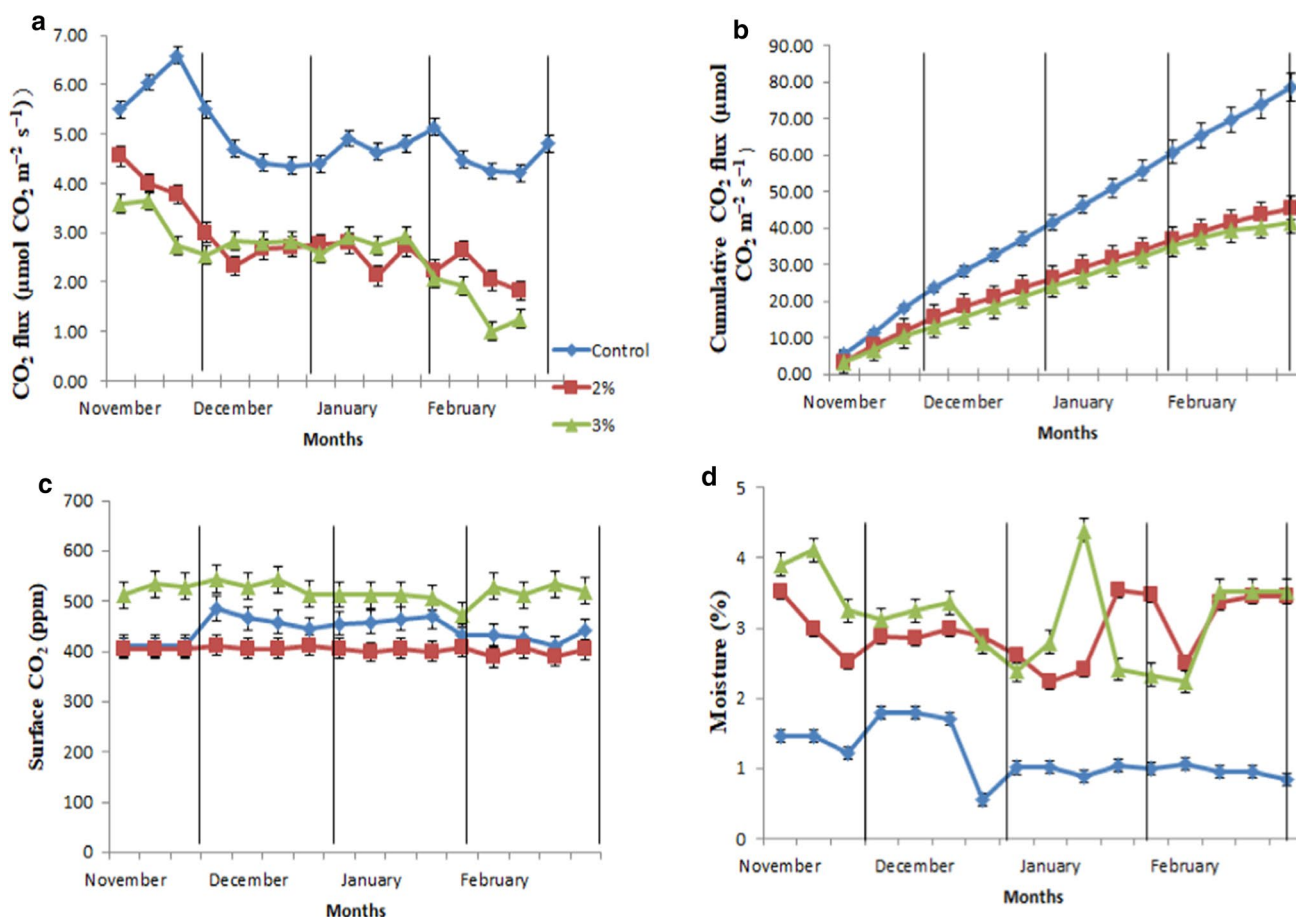 a
7.00
6.00
5.00
4.00
3.00
2.00
1.00
0.00
CO₂ flux (µmol CO₂ m⁻² s⁻¹))
November December January February
Months
Control
2%
3%
b
90.00
80.00
70.00
60.00
50.00
40.00
30.00
20.00
10.00
0.00
Cumulative CO₂ flux (µmol
CO₂ m⁻² s⁻¹)
November December January February
Months
c
700
600
500
400
300
200
100
0
Surface CO₂ (ppm)
November December January February
Months
d
5
4
3
2
1
0
Moisture (%)
November December January February
Months